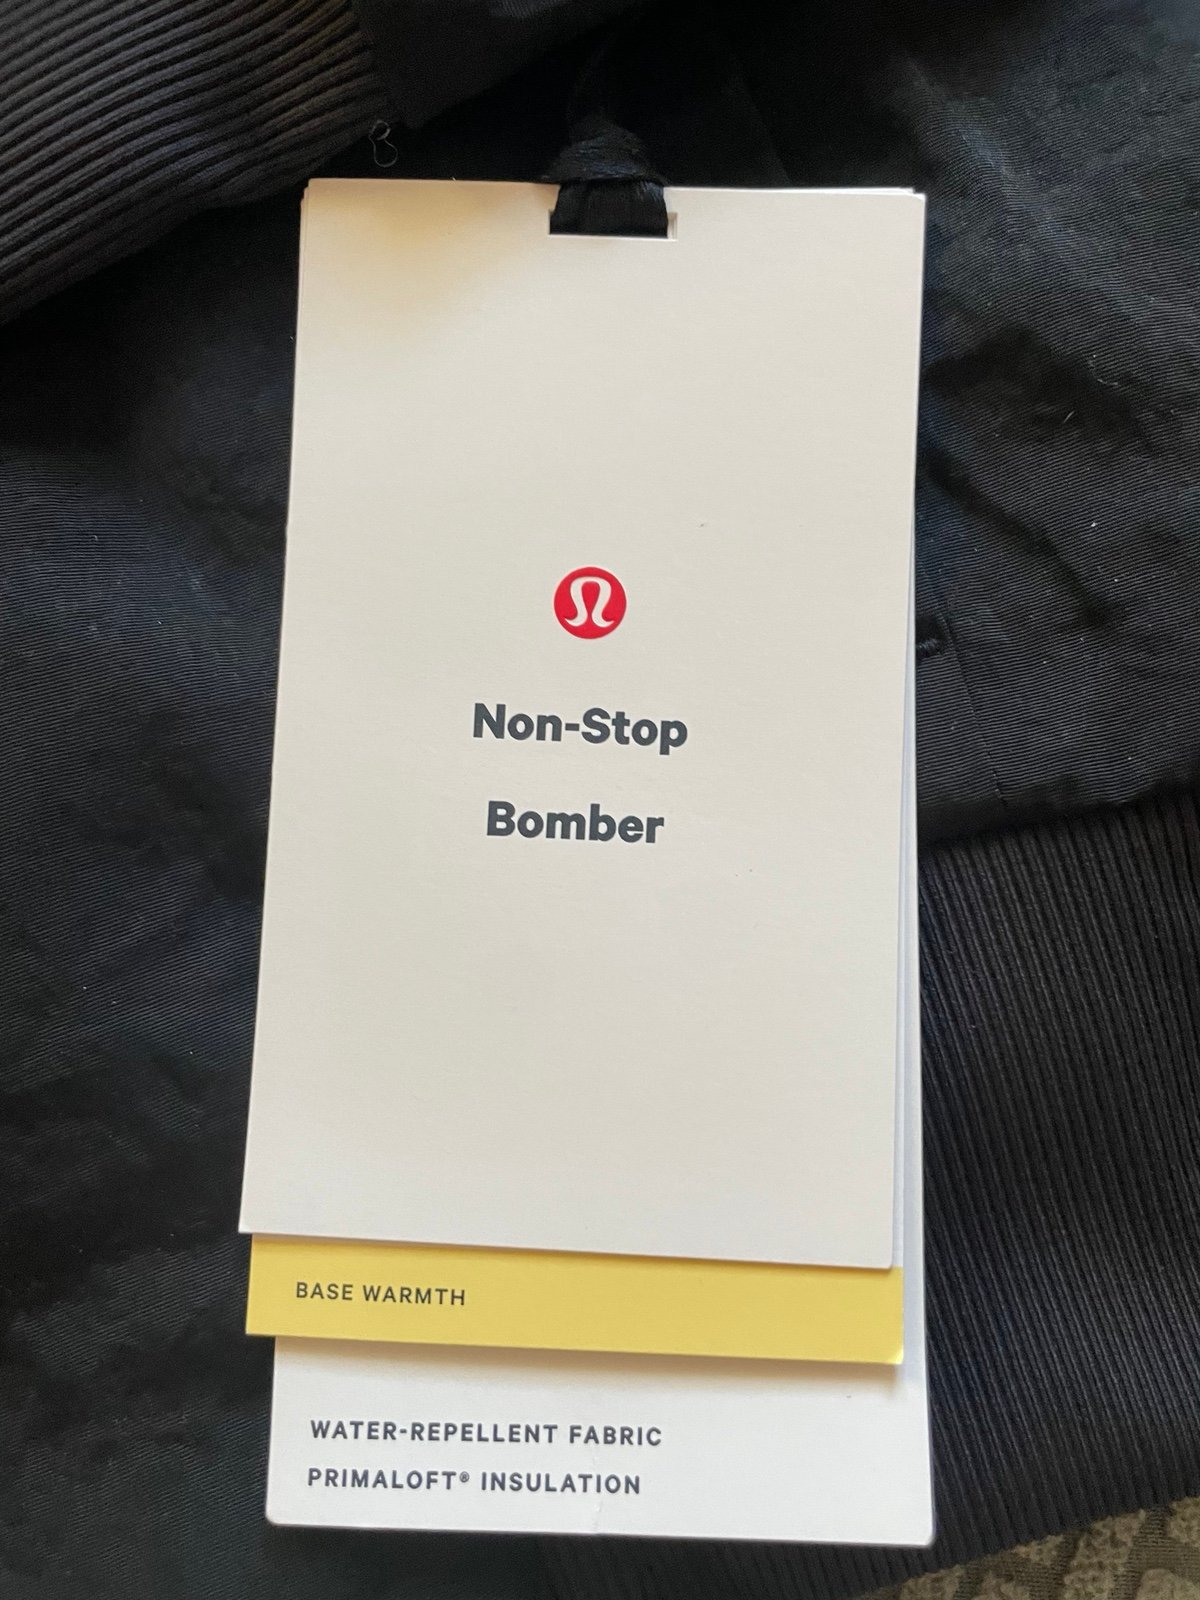 Non-Stop
Bomber
BASE WARMTH
WATER-REPELLENT FABRIC
PRIMALOFT® INSULATION